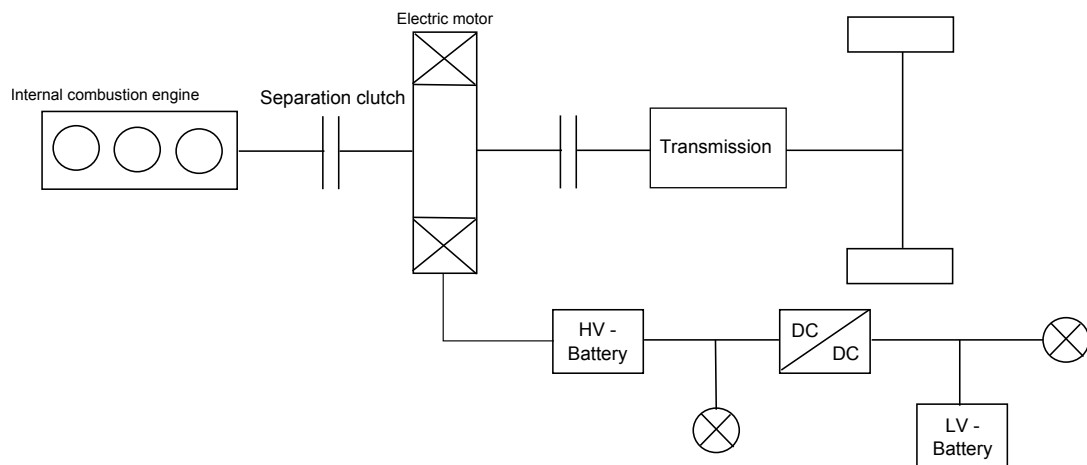 Electric motor
Internal combustion engine
Separation clutch
Transmission
HV -
Battery
DC
DC
LV -
Battery